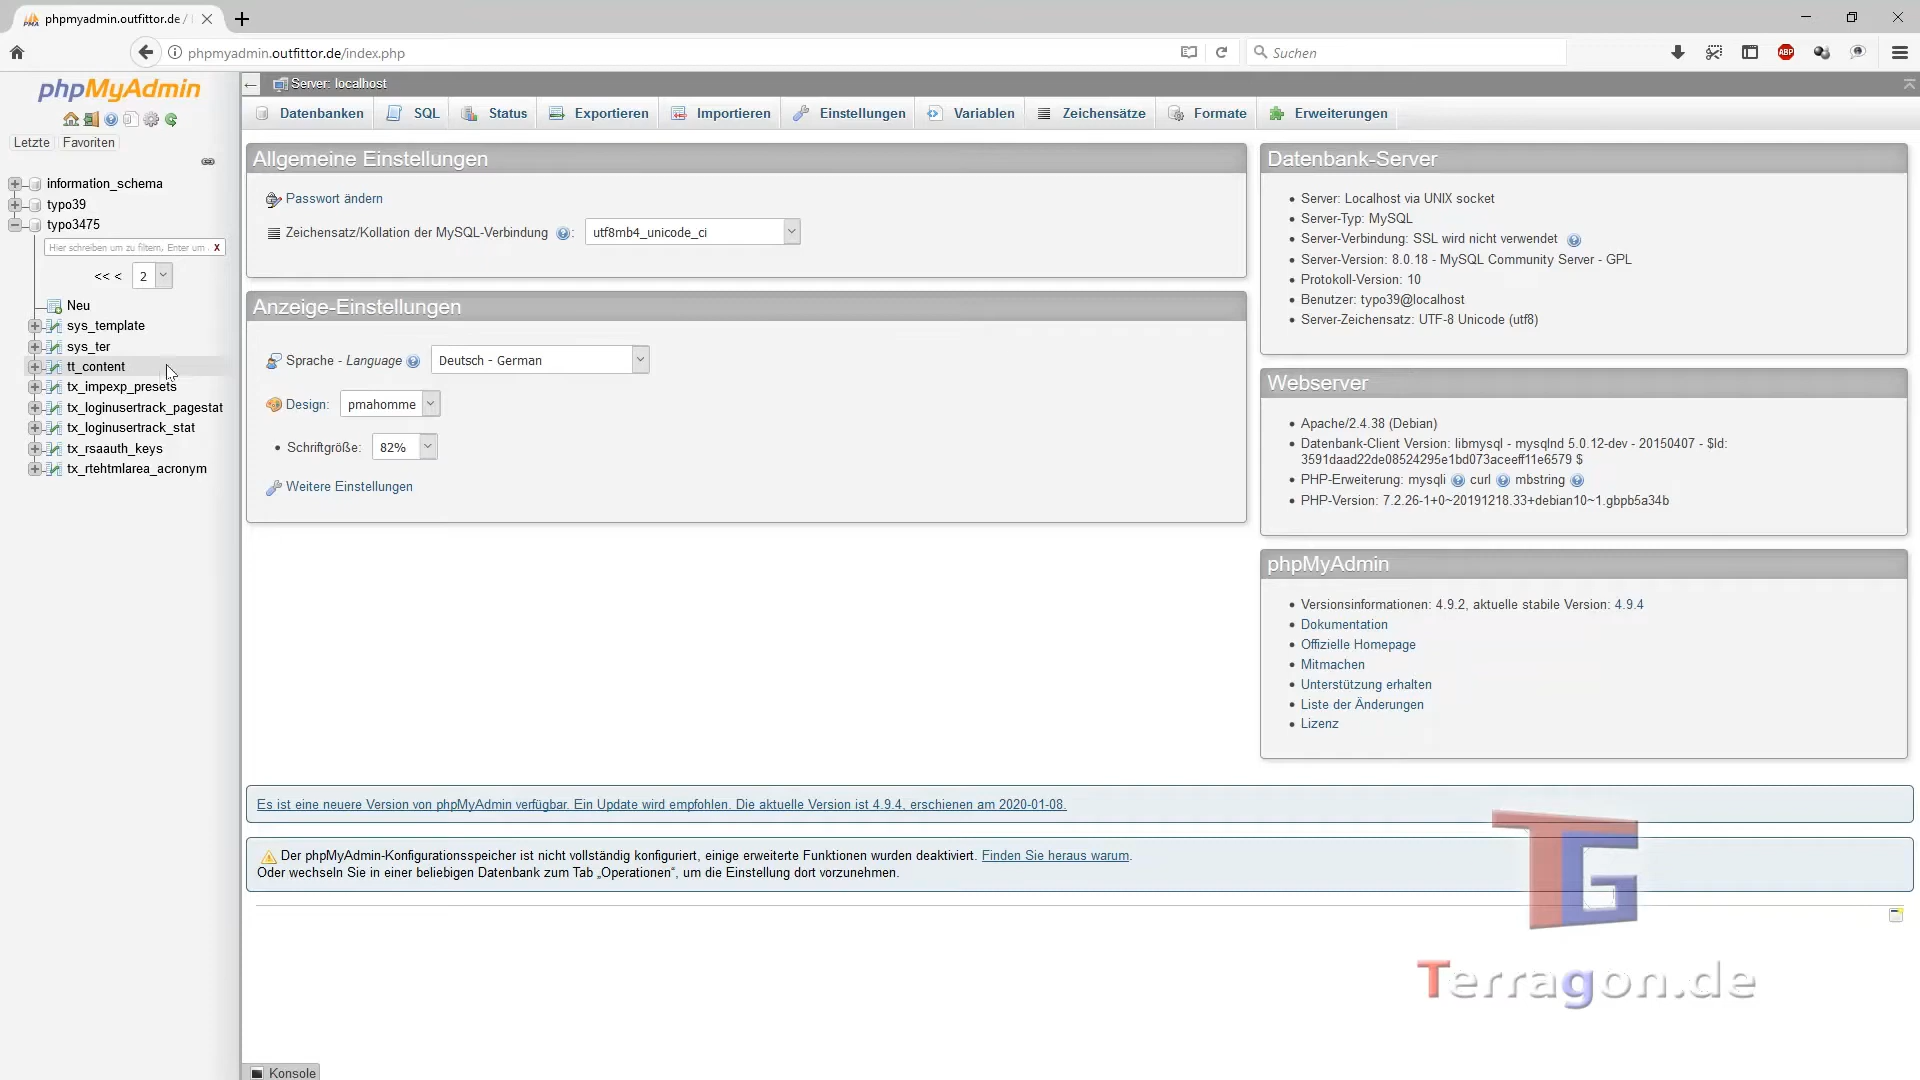 phpmyadmin.outfittor.de /
phpmyadmin.outfittor.de/index.php
Suchen
ABP
phpMyAdmin
Letzte
Favoriten
information_schema
typo39
typo3475
Hier schreiben um zu filtern, Enter um
X
<< <
2
Neu
sys_template
sys_ter
tt_content
tx_impexp_presets
tx_loginusertrack_pagestat
tx_loginusertrack_stat
tx_rsaauth_keys
tx_rtehtmlarea_acronym
Server: localhost
Datenbanken
SQL
Status
Exportieren
Importieren
Einstellungen
Variablen
Zeichensätze
Formate
Erweiterungen
Allgemeine Einstellungen
Passwort ändern
Zeichensatz/Kollation der MySQL-Verbindung :
utf8mb4_unicode_ci
Anzeige-Einstellungen
Sprache - Language
Deutsch - German
Design:
pmahomme
• Schriftgröße:
82%
Weitere Einstellungen
Datenbank-Server
• Server: Localhost via UNIX socket
• Server-Typ: MySQL
• Server-Verbindung: SSL wird nicht verwendet
• Server-Version: 8.0.18 - MySQL Community Server - GPL
• Protokoll-Version: 10
• Benutzer: typo39@localhost
• Server-Zeichensatz: UTF-8 Unicode (utf8)
Webserver
• Apache/2.4.38 (Debian)
• Datenbank-Client Version: libmysql - mysqlnd 5.0.12-dev - 20150407 - $Id:
3591daad22de08524295e1bd073aceeff11e6579 $
• PHP-Erweiterung: mysqli curl mbstring
• PHP-Version: 7.2.26-1+0~20191218.33+debian10~1.gbpb5a34b
phpMyAdmin
• Versionsinformationen: 4.9.2, aktuelle stabile Version: 4.9.4
• Dokumentation
• Offizielle Homepage
• Mitmachen
• Unterstützung erhalten
• Liste der Änderungen
• Lizenz
Es ist eine neuere Version von phpMyAdmin verfügbar. Ein Update wird empfohlen. Die aktuelle Version ist 4.9.4, erschienen am 2020-01-08.
Der phpMyAdmin-Konfigurationsspeicher ist nicht vollständig konfiguriert, einige erweiterte Funktionen wurden deaktiviert. Finden Sie heraus warum.
Oder wechseln Sie in einer beliebigen Datenbank zum Tab „Operationen“, um die Einstellung dort vorzunehmen.
TG
Terragon.de
Konsole